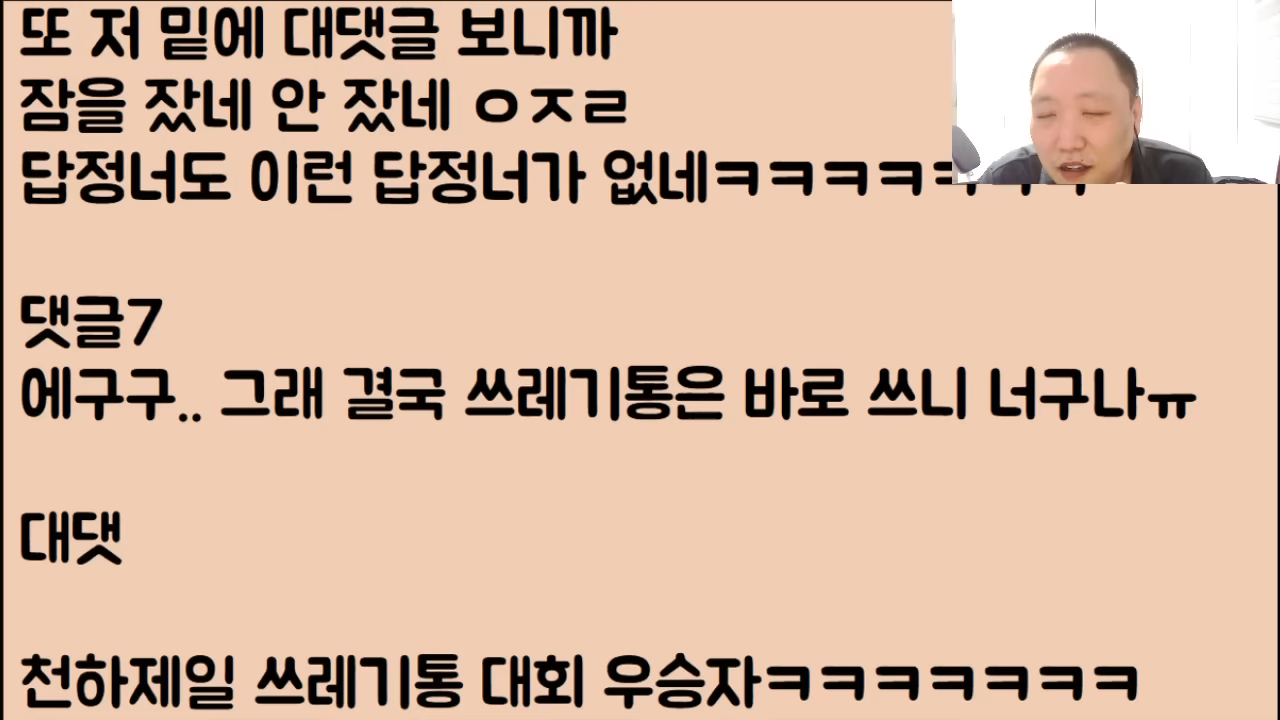 또 저 밑에 대댓글 보니까
잠을 잤네 안 잤네 ㅇㅈㄹ
답정너도 이런 답정너가 없네ㅋㅋㅋㅋㅋㅋㅋ
댓글7
에구구.. 그래 결국 쓰레기통은 바로 쓰니 너구나ㅠ
대댓
천하제일 쓰레기통 대회 우승자ㅋㅋㅋㅋㅋㅋㅋ